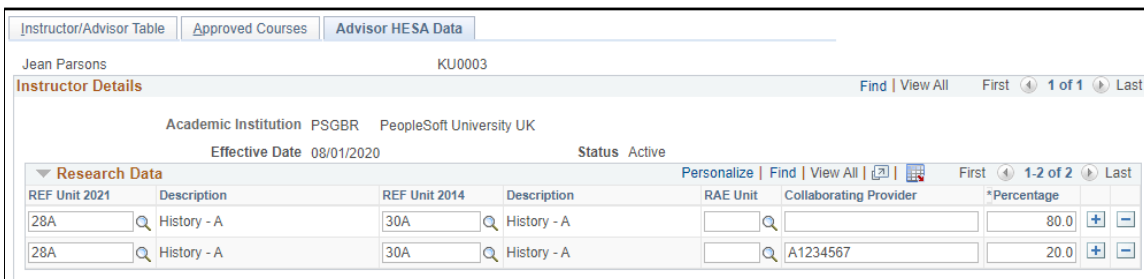 Instructor/Advisor Table Approved Courses Advisor HESA Data
Jean Parsons KU0003
Instructor Details Find | View All First 1 of 1 Last
Academic Institution PSGBR PeopleSoft University UK
Effective Date 08/01/2020 Status Active
Research Data Personalize | Find | View All | | First 1-2 of 2 Last
REF Unit 2021 Description REF Unit 2014 Description RAE Unit Collaborating Provider *Percentage
28A History - A 30A History - A 80.0
28A History - A 30A History - A A1234567 20.0